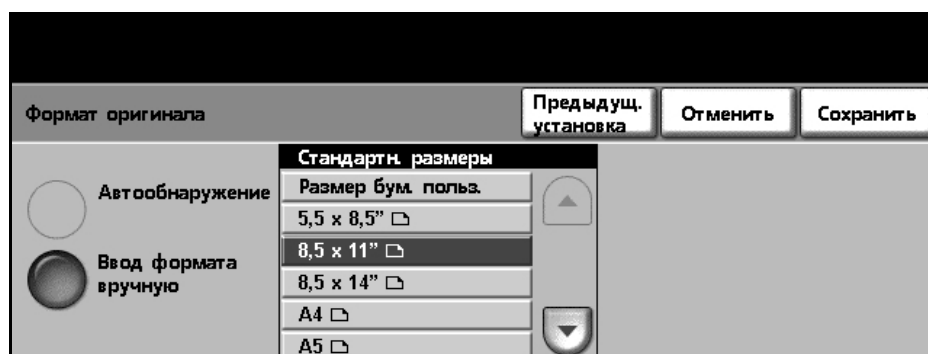 Формат оригинала
Предыдущ.
установка
Отменить
Сохранить
Автообнаружение
Ввод формата
вручную
Стандартн. размеры
Размер бум. польз.
5,5 x 8,5”
8,5 x 11”
8,5 x 14”
A4
A5